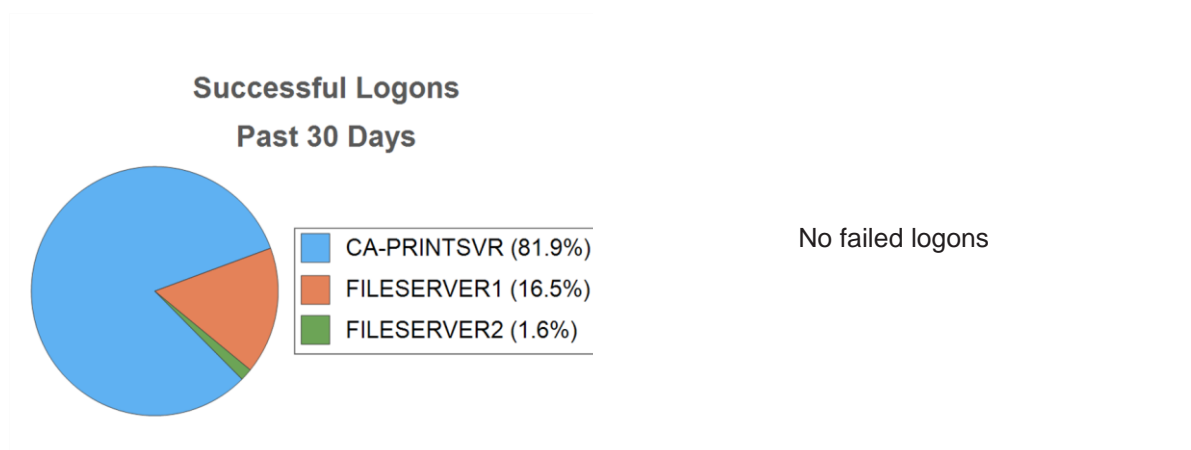 Successful Logons
Past 30 Days
CA-PRINTSVR (81.9%)
FILESERVER1 (16.5%)
FILESERVER2 (1.6%)
No failed logons